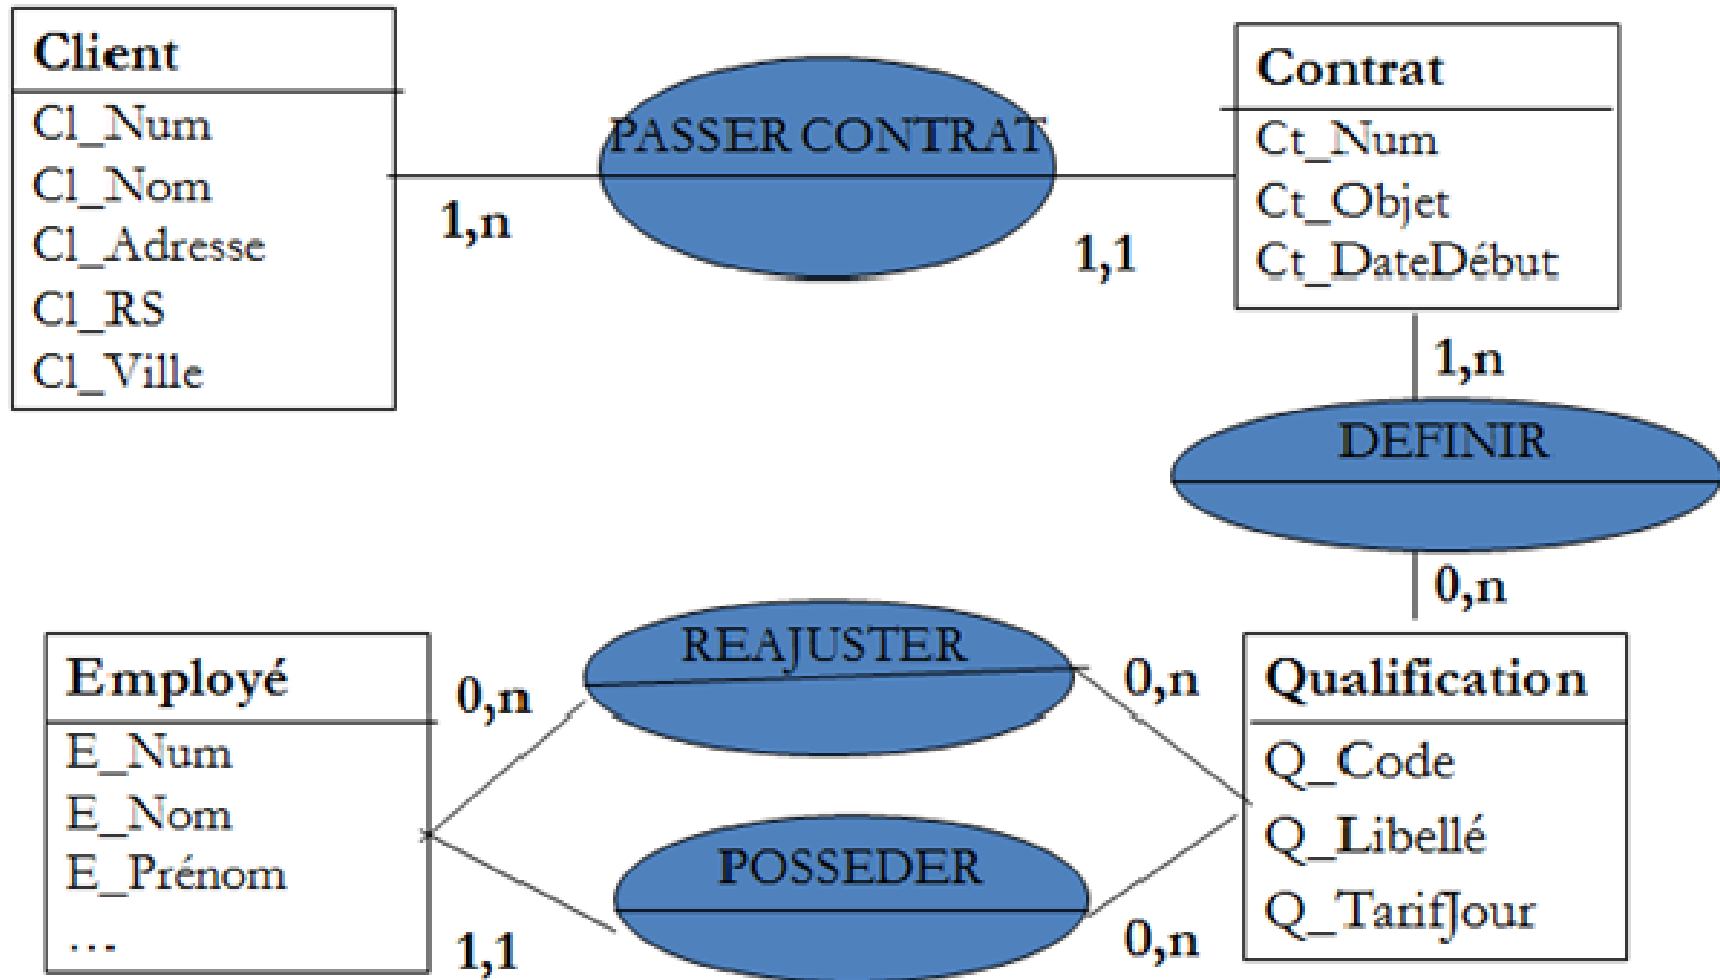 Client
Cl_Num
Cl_Nom
Cl_Adresse
Cl_RS
Cl_Ville
PASSER CONTRAT
1,n
1,1
Contrat
Ct_Num
Ct_Objet
Ct_DateDébut
1,n
DEFINIR
0,n
Employé
E_Num
E_Nom
E_Prénom
...
0,n
REAJUSTER
0,n
1,1
POSSEDER
0,n
Qualification
Q_Code
Q_Libellé
Q_TarifJour